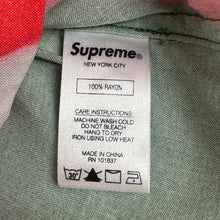 Supreme®
NEW YORK CITY
100% RAYON
CARE INSTRUCTIONS:
MACHINE WASH COLD
DO NOT BLEACH
HANG TO DRY
IRON USING LOW HEAT
MADE IN CHINA
RN 101837
30°